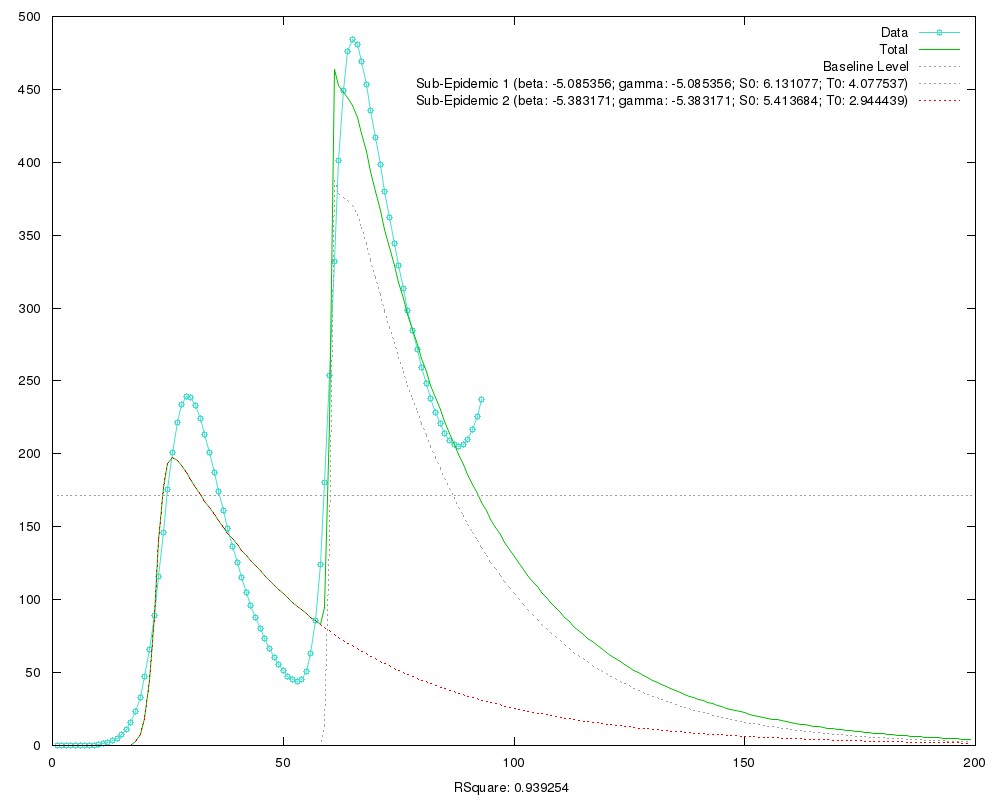 500
450
400
350
300
250
200
150
100
50
0
Data
Total
Baseline Level
Sub-Epidemic 1 (beta: -5.085356; gamma: -5.085356; S0: 6.131077; T0: 4.077537)
Sub-Epidemic 2 (beta: -5.383171; gamma: -5.383171; S0: 5.413684; T0: 2.944439)
0 50 100 150 200
RSquare: 0.939254